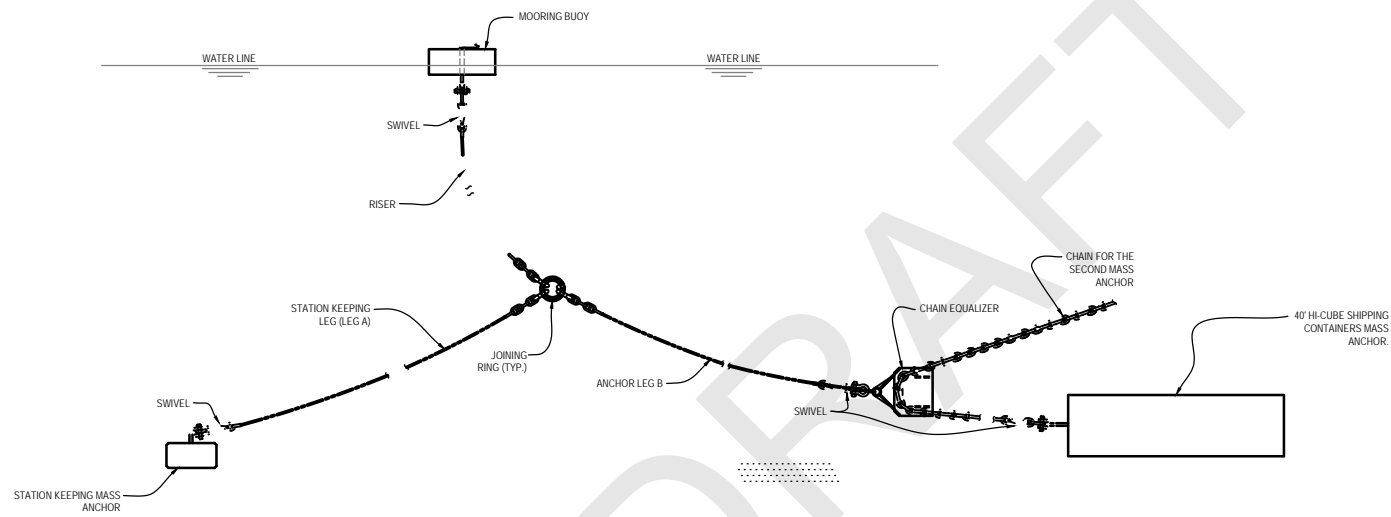 MOORING BUOY
WATER LINE
WATER LINE
SWIVEL
RISER
CHAIN FOR THE
SECOND MASS
ANCHOR
STATION KEEPING
LEG (LEG A)
CHAIN EQUALIZER
40' HI-CUBE SHIPPING
CONTAINERS MASS
ANCHOR.
JOINING
RING (TYP.)
ANCHOR LEG B
SWIVEL
SWIVEL
STATION KEEPING MASS
ANCHOR
DRAFT